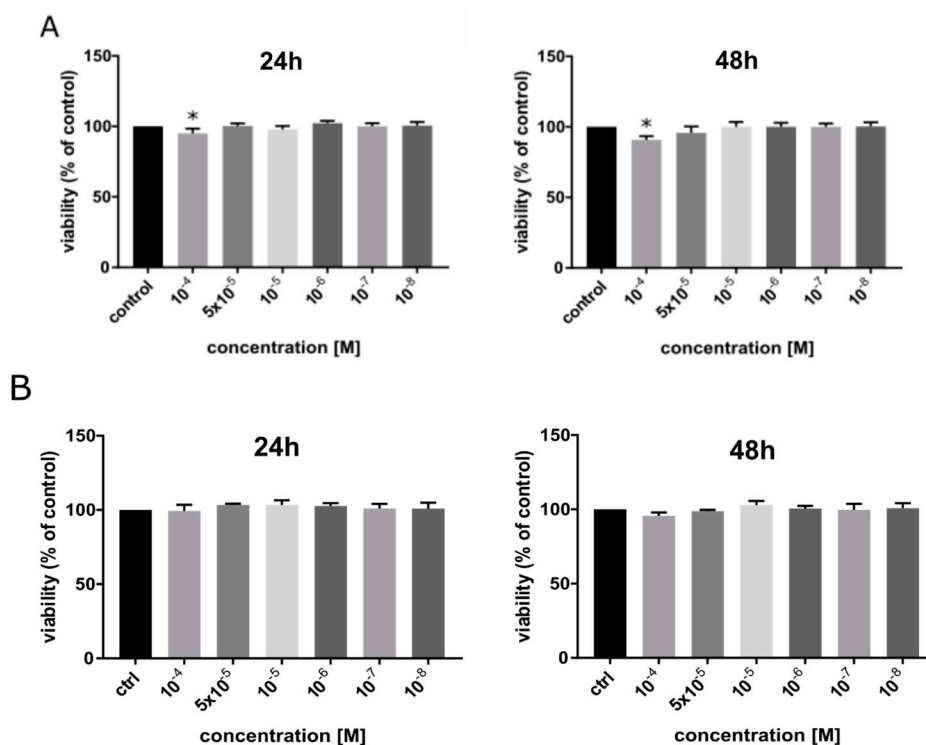 A
24h
150
100
50
0
viability (% of control)
*
control
10⁻⁴
5x10⁻⁵
10⁻⁵
10⁻⁶
10⁻⁷
10⁻⁸
concentration [M]
48h
150
100
50
0
viability (% of control)
*
control
10⁻⁴
5x10⁻⁵
10⁻⁵
10⁻⁶
10⁻⁷
10⁻⁸
concentration [M]
B
24h
150
100
50
0
viability (% of control)
ctrl
10⁻⁴
5x10⁻⁵
10⁻⁵
10⁻⁶
10⁻⁷
10⁻⁸
concentration [M]
48h
150
100
50
0
viability (% of control)
ctrl
10⁻⁴
5x10⁻⁵
10⁻⁵
10⁻⁶
10⁻⁷
10⁻⁸
concentration [M]